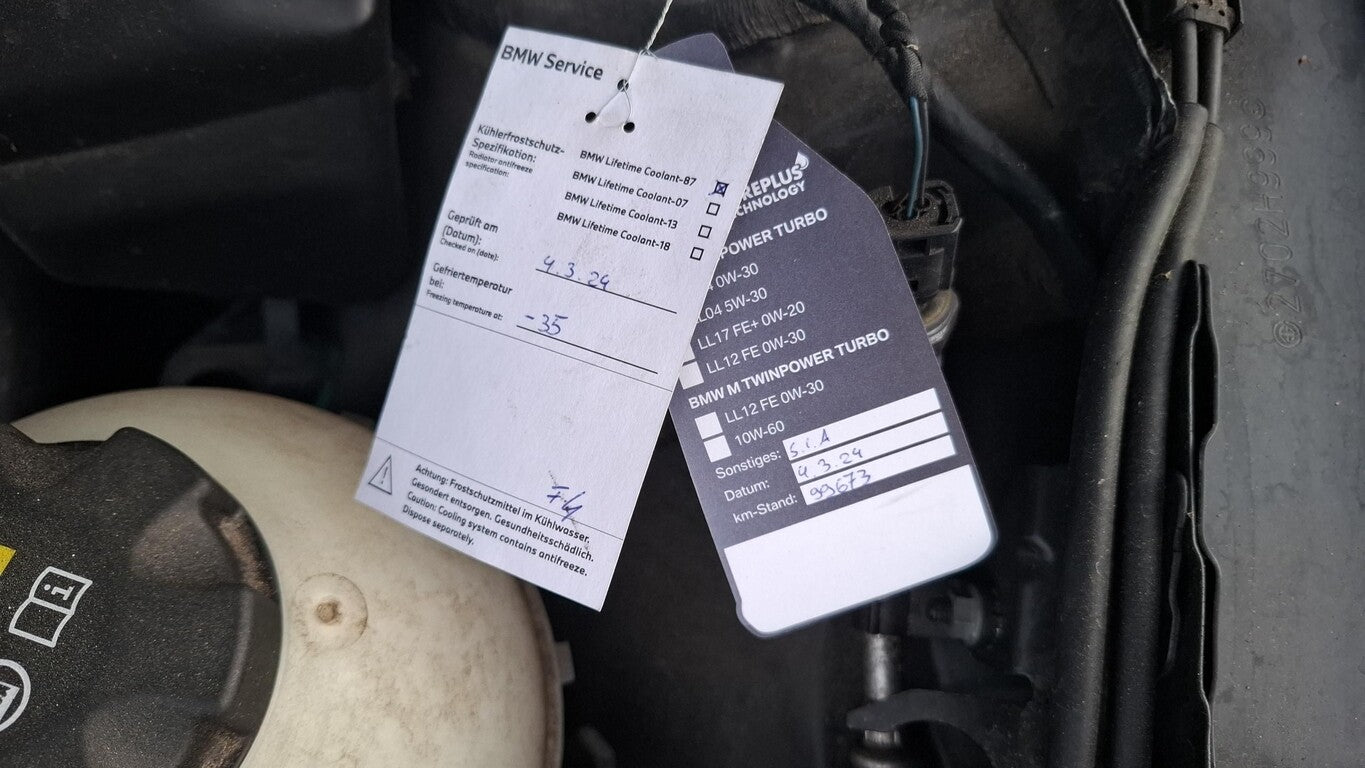 BMW Service
Kühlerfrostschutz-
Spezifikation:
Radiator antifreeze
specification:
BMW Lifetime Coolant-87
BMW Lifetime Coolant-07
BMW Lifetime Coolant-13
BMW Lifetime Coolant-18
Geprüft am
(Datum):
Checked on (date):
4.3.24
Gefriertemperatur
bei:
Freezing temperature at:
-35
Achtung: Frostschutzmittel im Kühlwasser.
Gesondert entsorgen. Gesundheitsschädlich.
Caution: Cooling system contains antifreeze.
Dispose separately.
REPLUS
CHNOLOGY
POWER TURBO
0W-30
LL04 5W-30
LL17 FE+ 0W-20
LL12 FE 0W-30
BMW M TWINPOWER TURBO
LL12 FE 0W-30
10W-60
Sonstiges:
Datum: 4.3.24
km-Stand: 99673